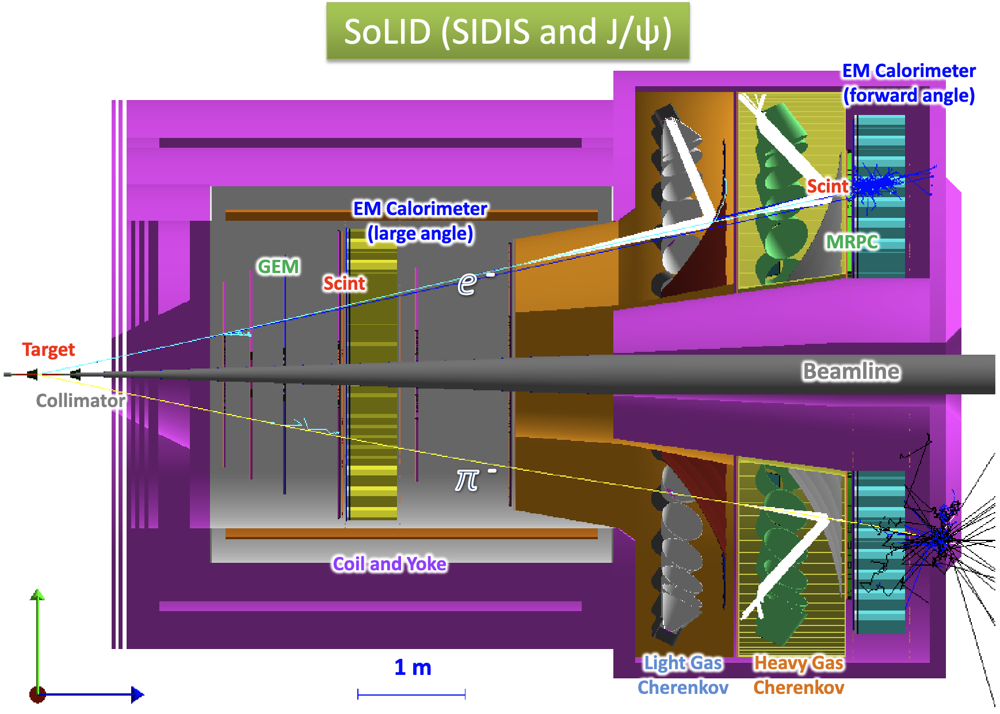 SoLID (SIDIS and J/ψ)
EM Calorimeter
(forward angle)
Scint
EM Calorimeter
(large angle)
MRPC
GEM
Scint
e⁻
Target
Beamline
Collimator
π⁻
Coil and Yoke
1 m
Light Gas
Cherenkov
Heavy Gas
Cherenkov